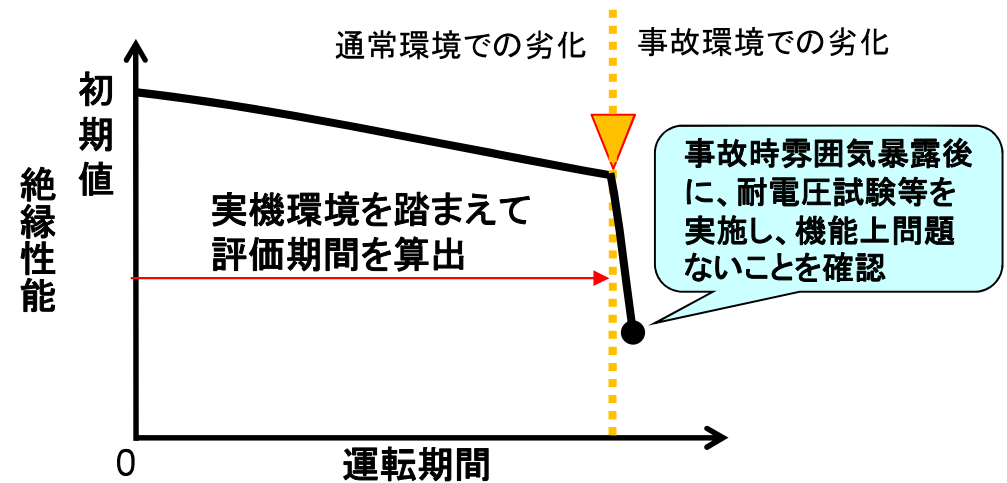 通常環境での劣化
事故環境での劣化
初期値
絶縁性能
実機環境を踏まえて
評価期間を算出
事故時雰囲気暴露後
に、耐電圧試験等を
実施し、機能上問題
ないことを確認
0
運転期間